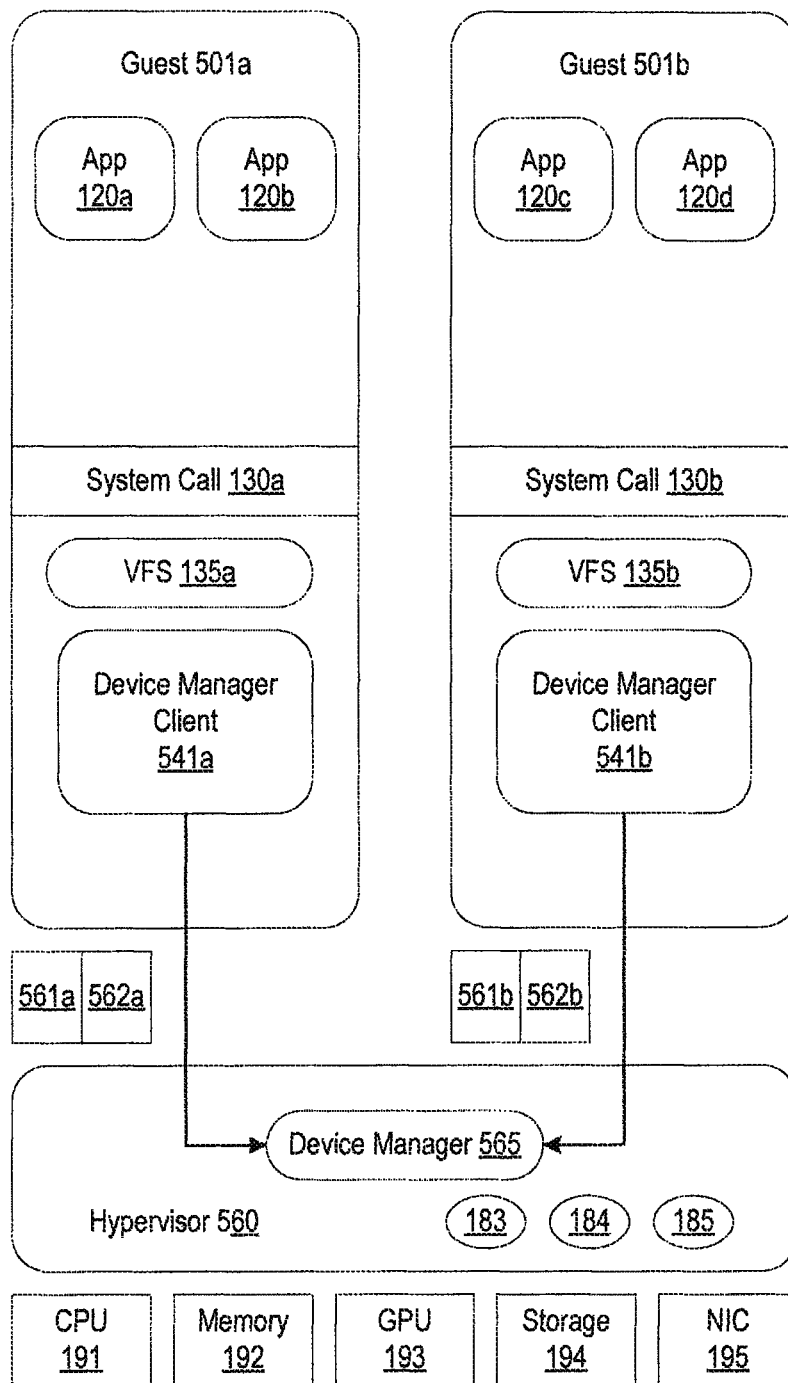 Guest 501a
Guest 501b
App
120a
App
120b
App
120c
App
120d
System Call 130a
System Call 130b
VFS 135a
VFS 135b
Device Manager
Client
541a
Device Manager
Client
541b
561a
562a
561b
562b
Device Manager 565
Hypervisor 560
183
184
185
CPU
191
Memory
192
GPU
193
Storage
194
NIC
195